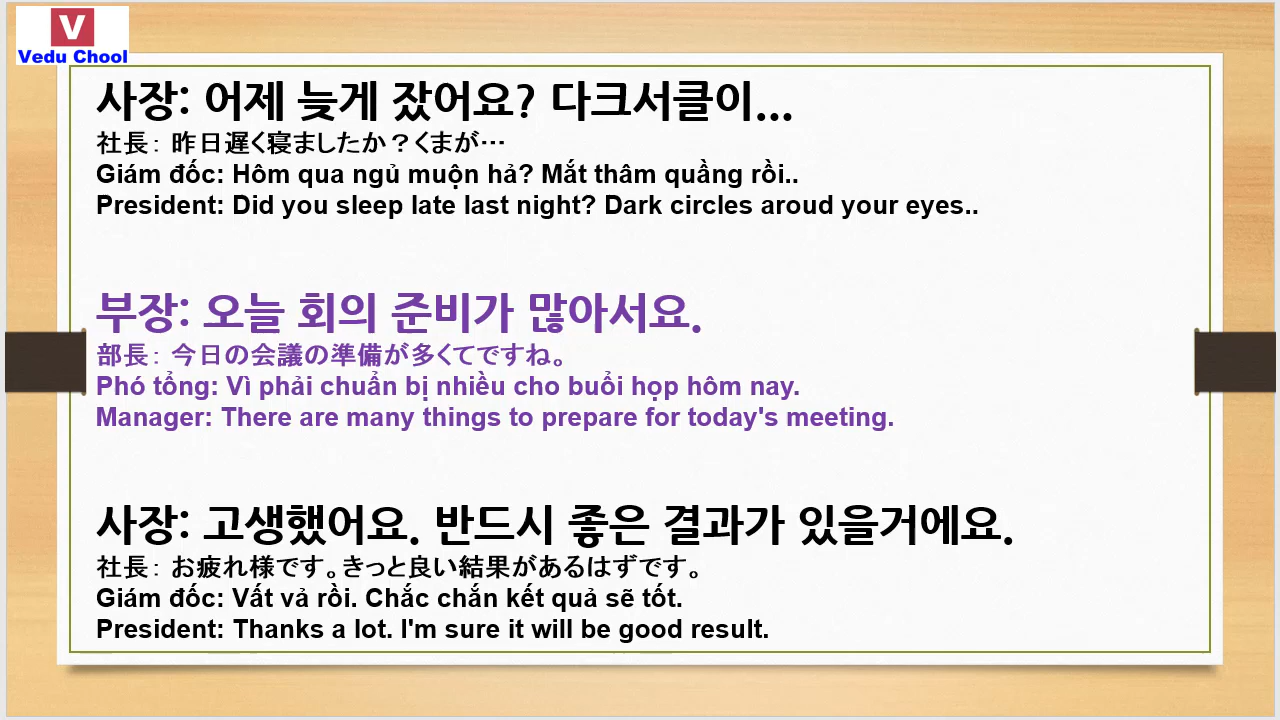 V
Vedu Chool
사장: 어제 늦게 잤어요? 다크서클이...
社長： 昨日遅く寝ましたか？くまが…
Giám đốc: Hôm qua ngủ muộn hả? Mắt thâm quầng rồi..
President: Did you sleep late last night? Dark circles aroud your eyes..
부장: 오늘 회의 준비가 많아서요.
部長： 今日の会議の準備が多くてですね。
Phó tổng: Vì phải chuẩn bị nhiều cho buổi họp hôm nay.
Manager: There are many things to prepare for today's meeting.
사장: 고생했어요. 반드시 좋은 결과가 있을거에요.
社長： お疲れ様です。きっと良い結果があるはずです。
Giám đốc: Vất vả rồi. Chắc chắn kết quả sẽ tốt.
President: Thanks a lot. I'm sure it will be good result.